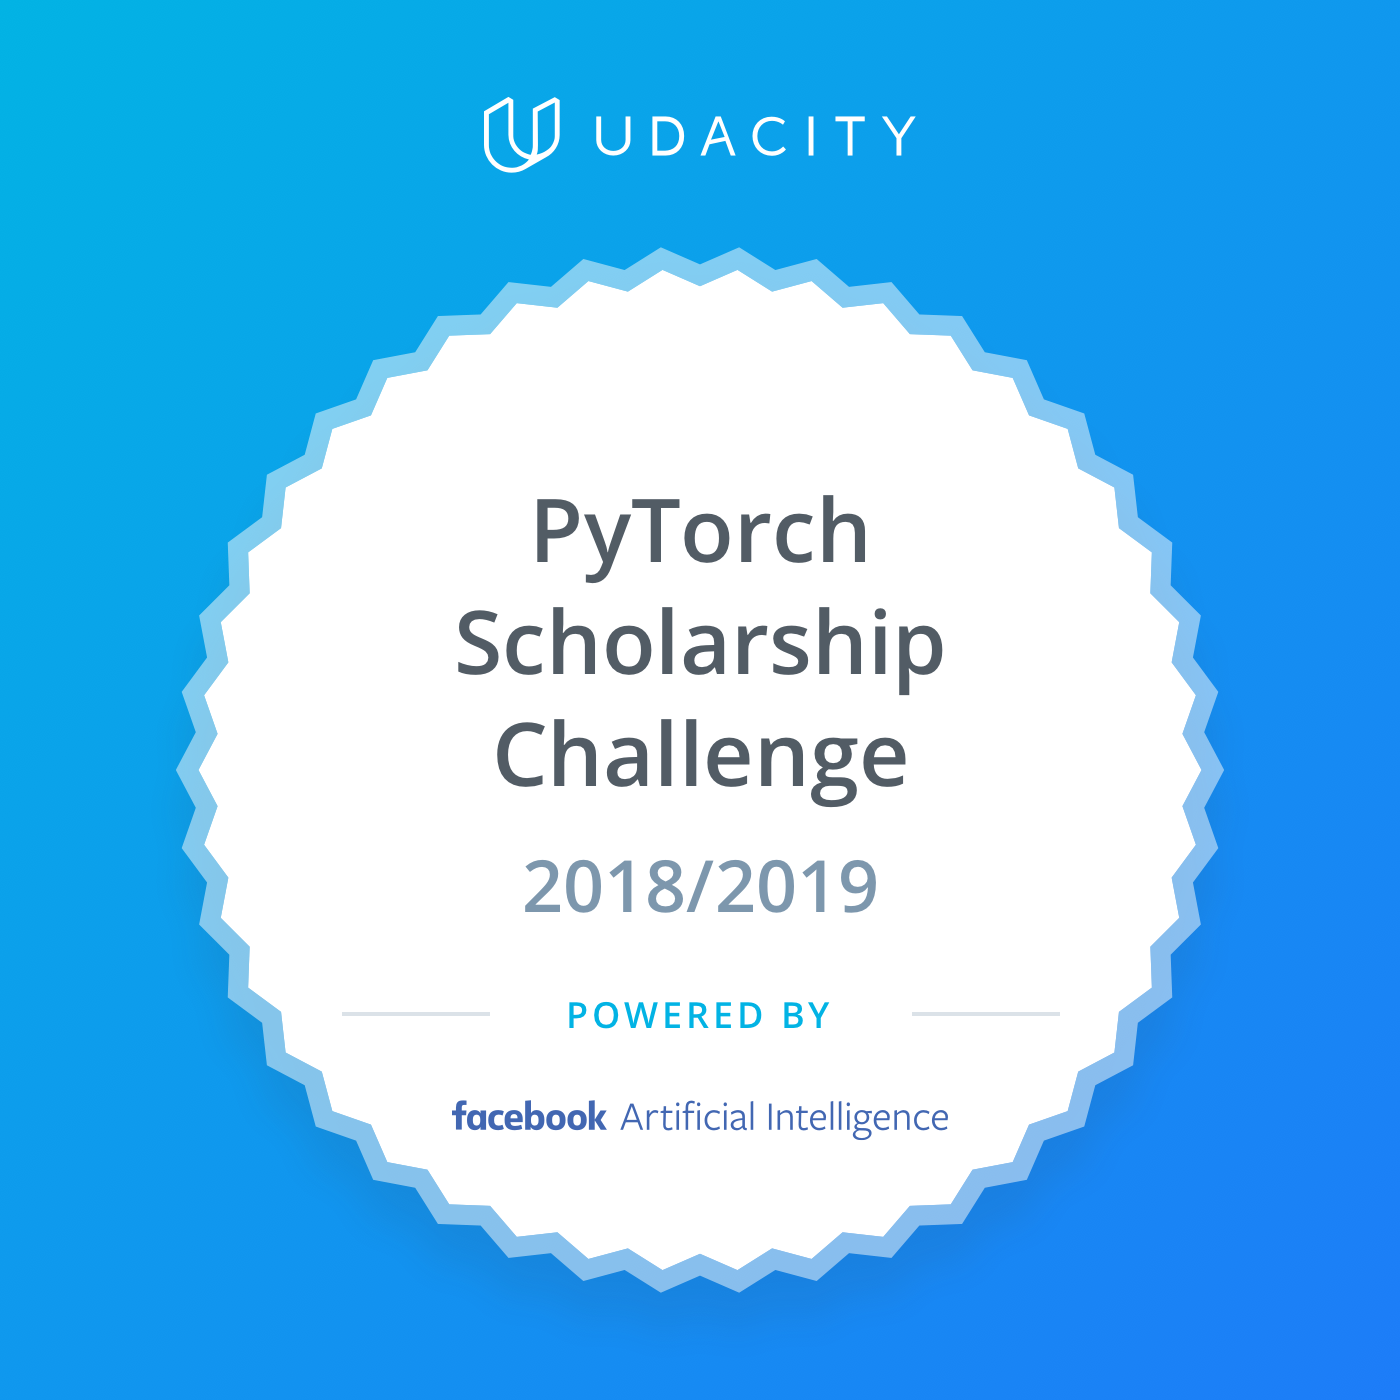 UDACITY
PyTorch
Scholarship
Challenge
2018/2019
POWERED BY
facebook Artificial Intelligence